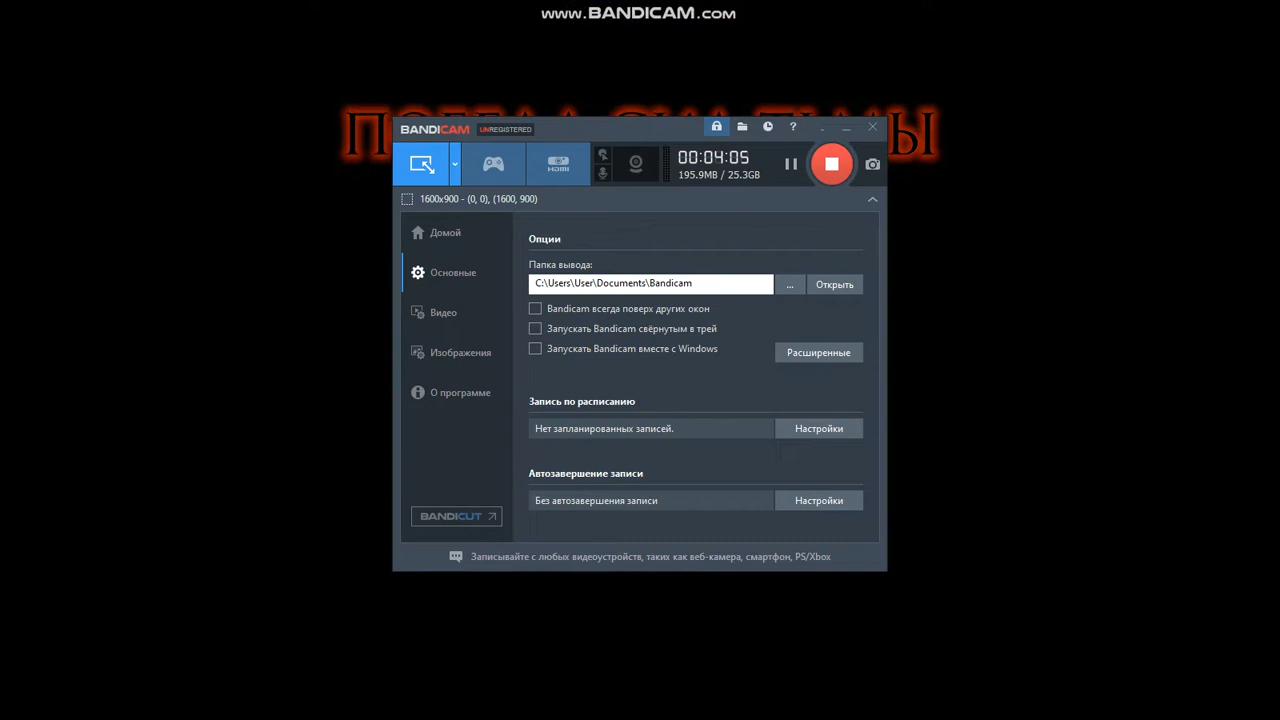 www.BANDICAM.com
BANDICAM UNREGISTERED
?
HDMI
00:04:05
195.9MB / 25.3GB
1600x900 - (0, 0), (1600, 900)
Домой
Основные
Видео
Изображения
О программе
BANDICUT
Опции
Папка вывода:
C:\Users\User\Documents\Bandicam
... Открыть
Bandicam всегда поверх других окон
Запускать Bandicam свёрнутым в трей
Запускать Bandicam вместе с Windows
Расширенные
Запись по расписанию
Нет запланированных записей. Настройки
Автозавершение записи
Без автозавершения записи Настройки
Записывайте с любых видеоустройств, таких как веб-камера, смартфон, PS/Xbox